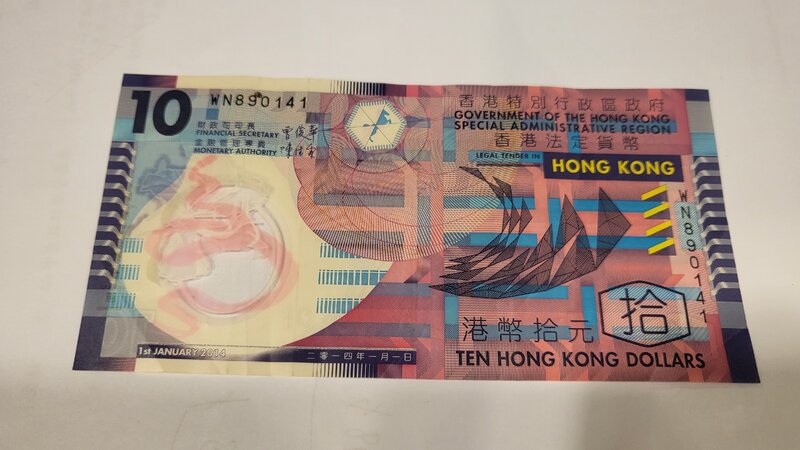 10
WN890141
財政司司長
FINANCIAL SECRETARY
金融管理專員
MONETARY AUTHORITY
香港特別行政區政府
GOVERNMENT OF THE HONG KONG
SPECIAL ADMINISTRATIVE REGION
香港法定貨幣
LEGAL TENDER IN
HONG KONG
WN890141
港幣拾元
拾
TEN HONG KONG DOLLARS
1st JANUARY 2014
二零一四年一月一日